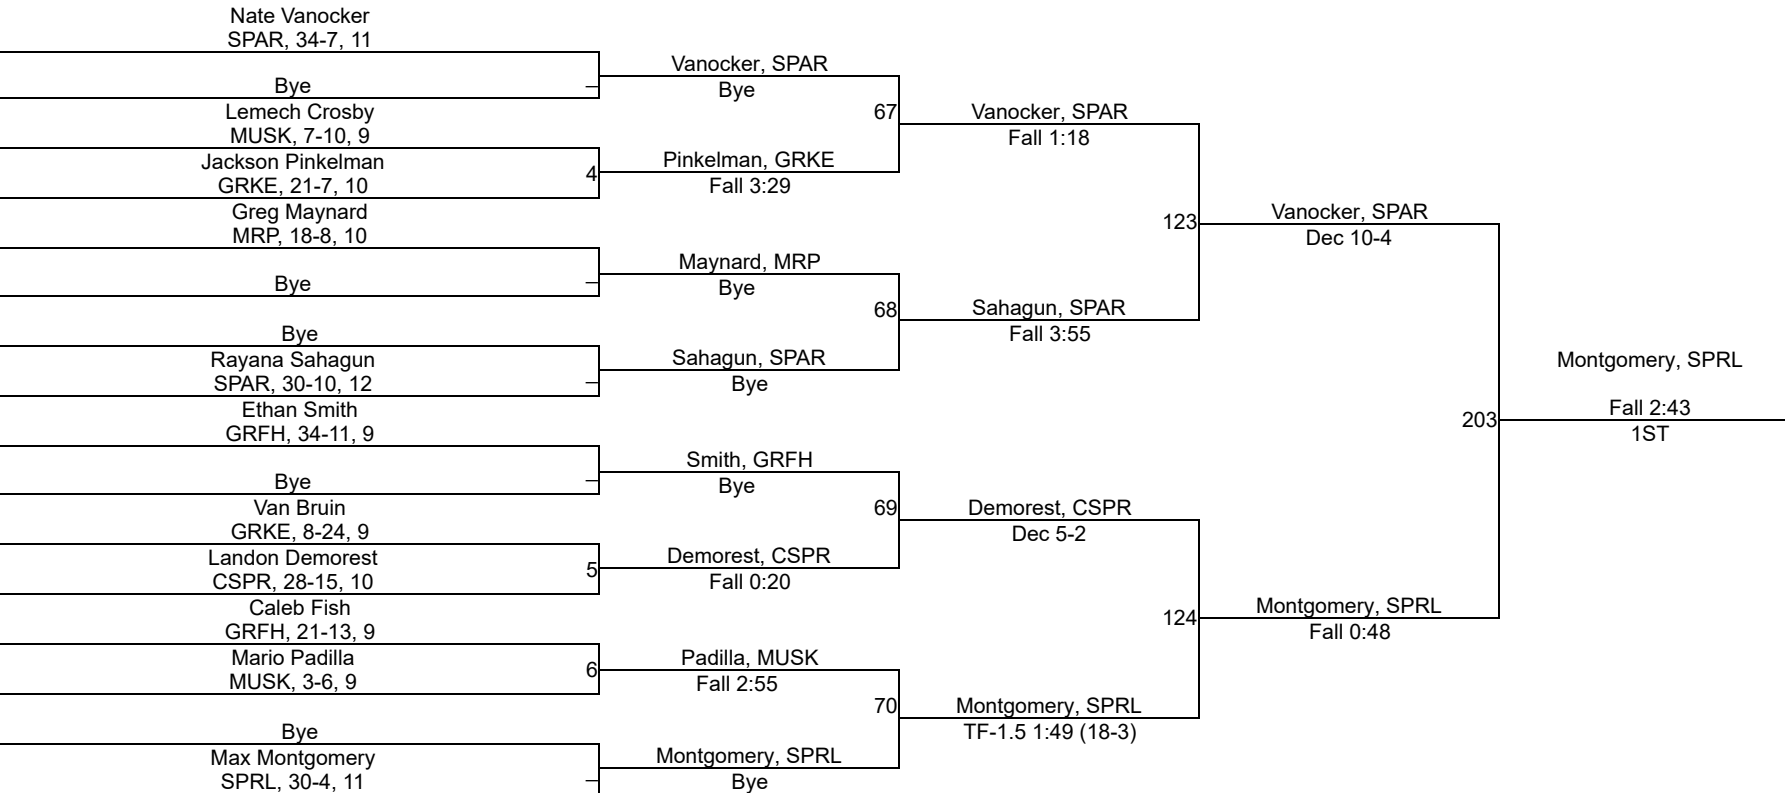 Nate Vanocker
SPAR, 34-7, 11
Bye
Lemech Crosby
MUSK, 7-10, 9
Jackson Pinkelman
GRKE, 21-7, 10
4
Greg Maynard
MRP, 18-8, 10
Bye
Bye
Rayana Sahagun
SPAR, 30-10, 12
Ethan Smith
GRFH, 34-11, 9
Bye
Van Bruin
GRKE, 8-24, 9
Landon Demorest
CSPR, 28-15, 10
5
Caleb Fish
GRFH, 21-13, 9
Mario Padilla
MUSK, 3-6, 9
6
Bye
Max Montgomery
SPRL, 30-4, 11
Vanocker, SPAR
Bye
67
Pinkelman, GRKE
Fall 3:29
Maynard, MRP
Bye
68
Sahagun, SPAR
Bye
Smith, GRFH
Bye
69
Demorest, CSPR
Fall 0:20
Padilla, MUSK
Fall 2:55
70
Montgomery, SPRL
Bye
Vanocker, SPAR
Fall 1:18
123
Sahagun, SPAR
Fall 3:55
Demorest, CSPR
Dec 5-2
124
Montgomery, SPRL
TF-1.5 1:49 (18-3)
Vanocker, SPAR
Dec 10-4
203
Montgomery, SPRL
Fall 0:48
Montgomery, SPRL
Fall 2:43
1ST